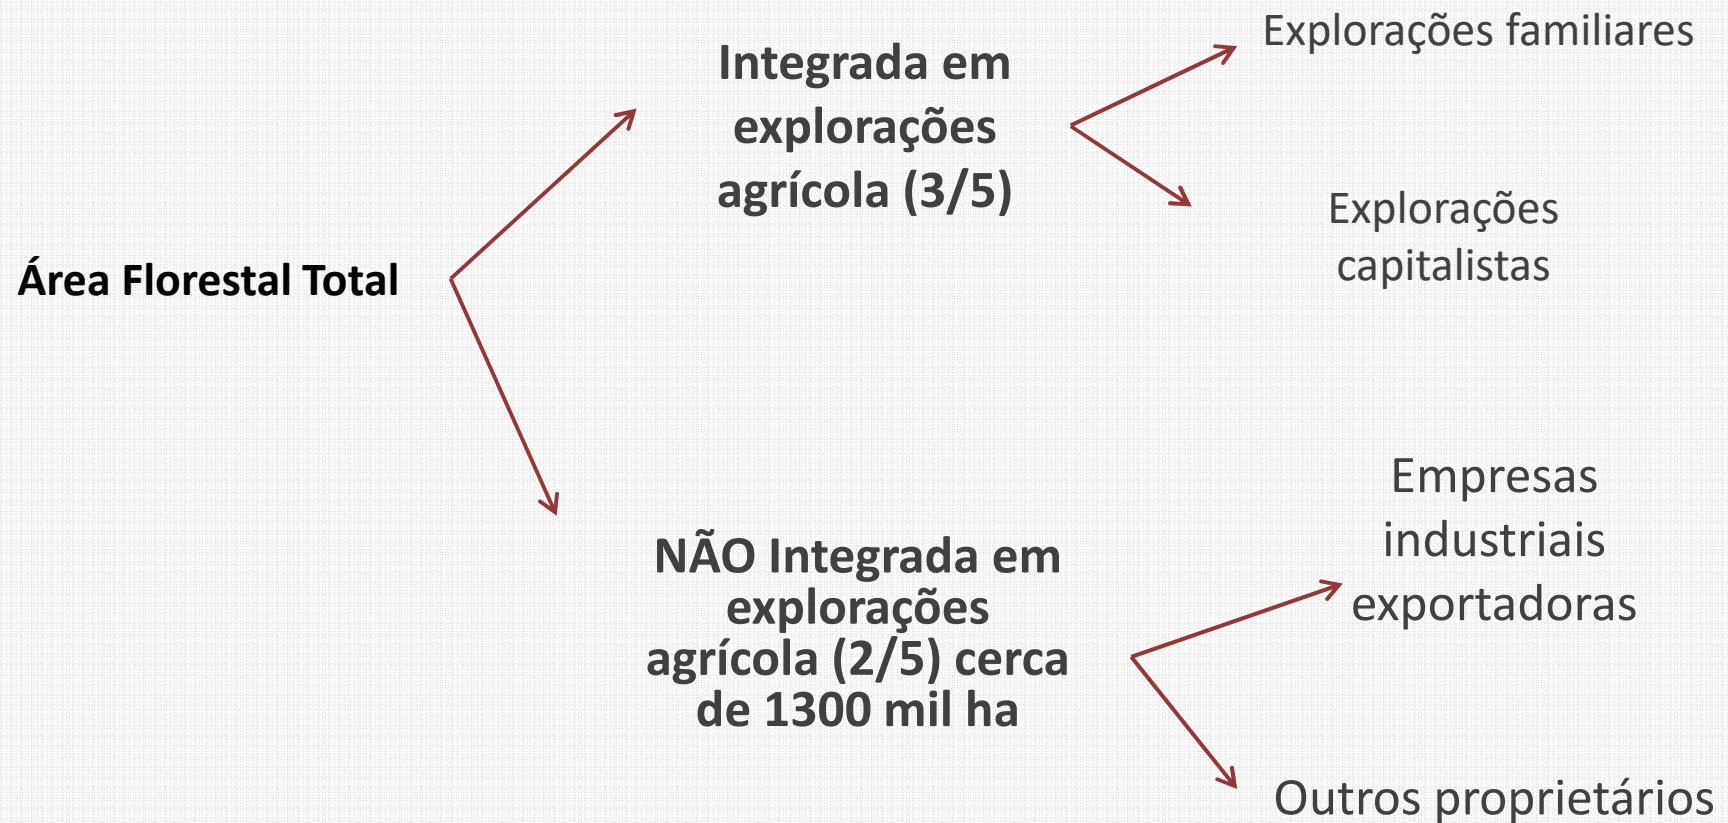 Explorações familiares
Integrada em
explorações
agrícola (3/5)
Explorações
capitalistas
Área Florestal Total
Empresas
industriais
exportadoras
NÃO Integrada em
explorações
agrícola (2/5) cerca
de 1300 mil ha
Outros proprietários